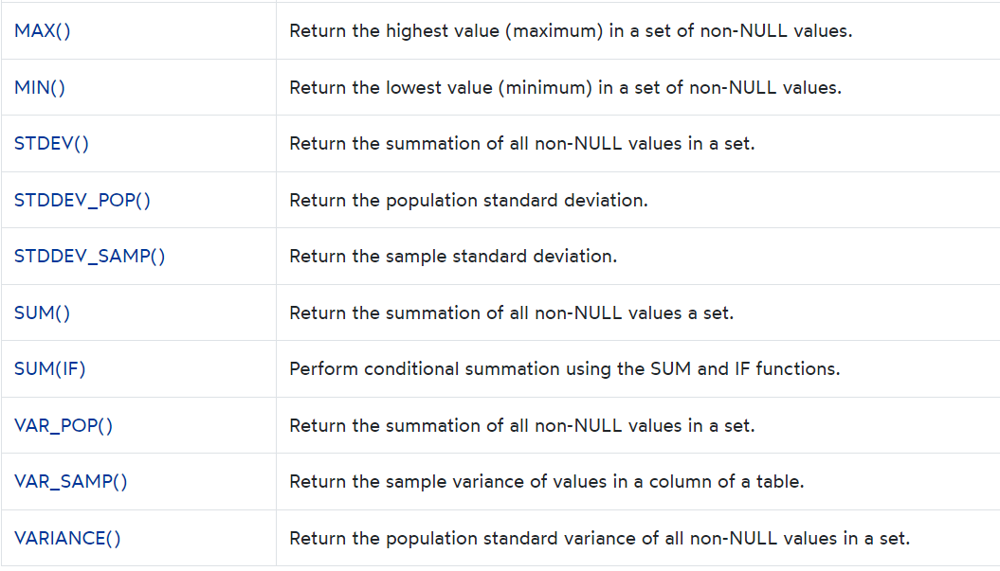 MAX() Return the highest value (maximum) in a set of non-NULL values.
MIN() Return the lowest value (minimum) in a set of non-NULL values.
STDEV() Return the summation of all non-NULL values in a set.
STDDEV_POP() Return the population standard deviation.
STDDEV_SAMP() Return the sample standard deviation.
SUM() Return the summation of all non-NULL values a set.
SUM(IF) Perform conditional summation using the SUM and IF functions.
VAR_POP() Return the summation of all non-NULL values in a set.
VAR_SAMP() Return the sample variance of values in a column of a table.
VARIANCE() Return the population standard variance of all non-NULL values in a set.